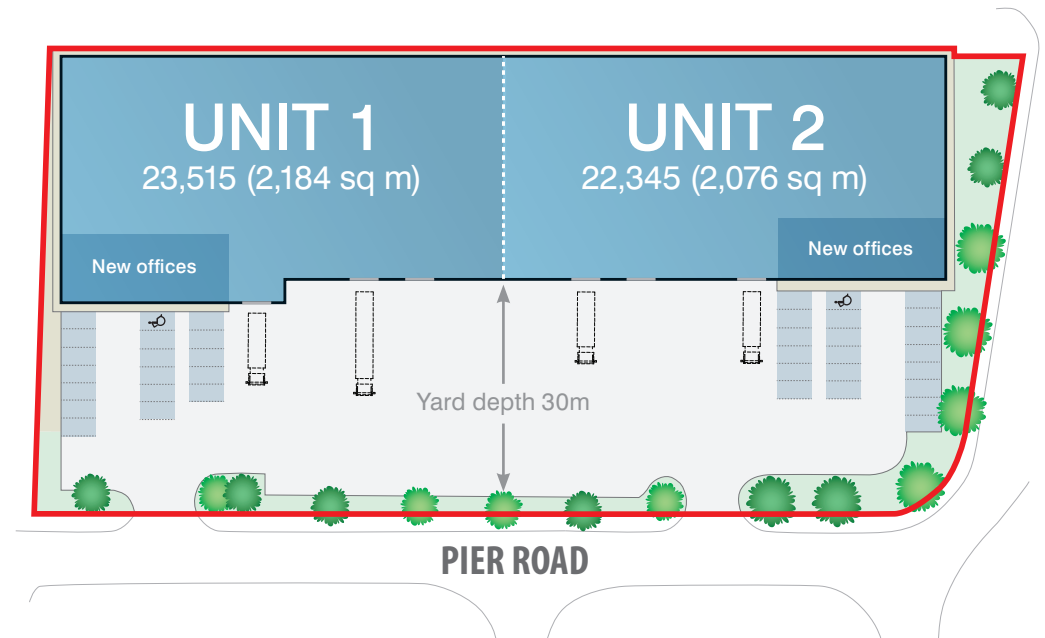 UNIT 1
23,515 (2,184 sq m)
UNIT 2
22,345 (2,076 sq m)
New offices
New offices
Yard depth 30m
PIER ROAD